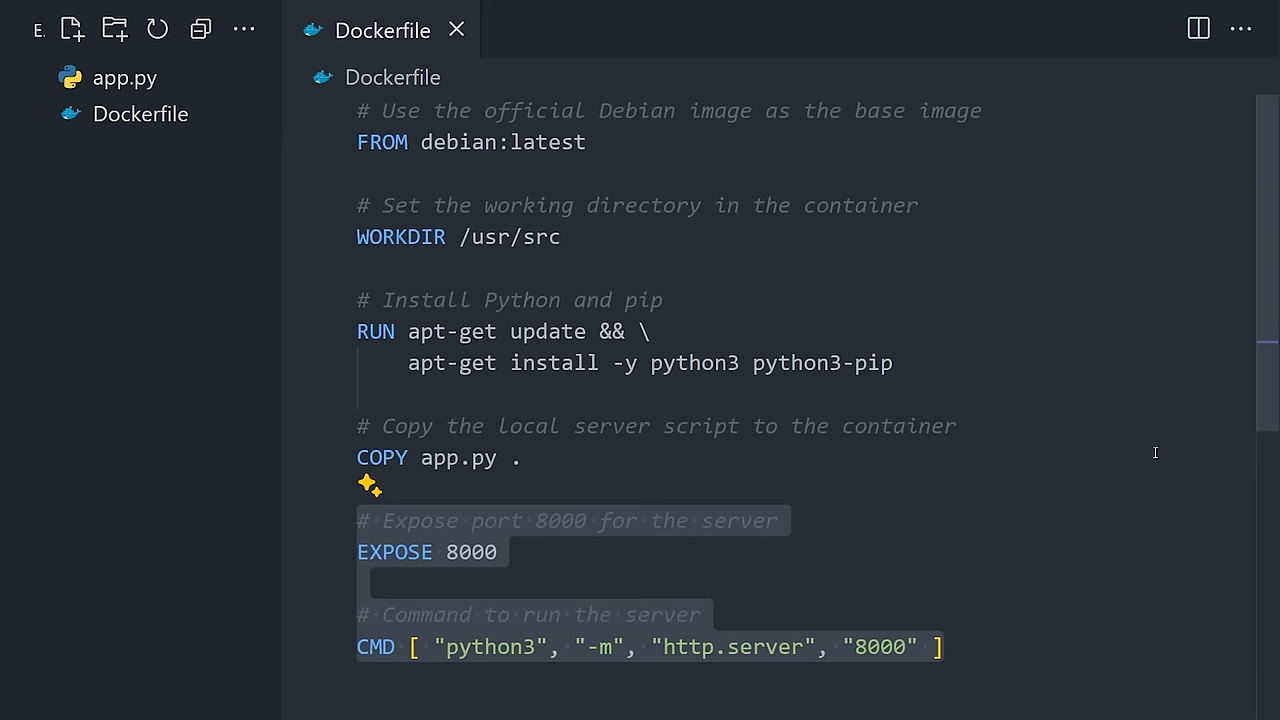 E.
Dockerfile
app.py
Dockerfile
Dockerfile
# Use the official Debian image as the base image
FROM debian:latest
# Set the working directory in the container
WORKDIR /usr/src
# Install Python and pip
RUN apt-get update && \
apt-get install -y python3 python3-pip
# Copy the local server script to the container
COPY app.py .
# Expose port 8000 for the server
EXPOSE 8000
# Command to run the server
CMD [ "python3", "-m", "http.server", "8000" ]